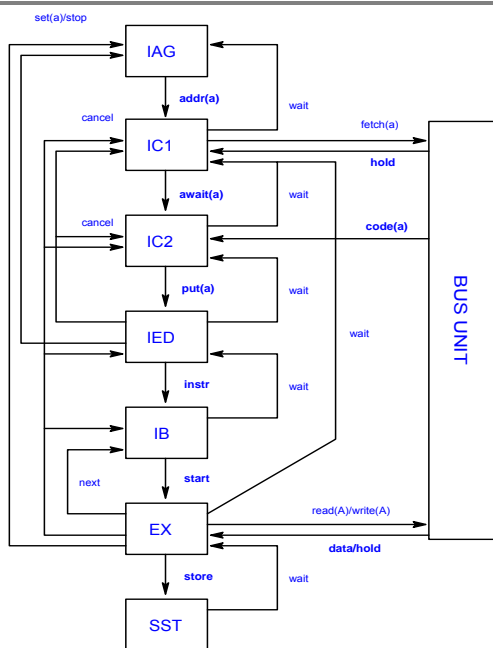 set(a)/stop
IAG
addr(a)
wait
cancel
fetch(a)
IC1
hold
await(a)
wait
cancel
code(a)
IC2
put(a)
wait
BUS UNIT
IED
wait
instr
wait
IB
start
next
read(A)/write(A)
EX
data/hold
store
wait
SST